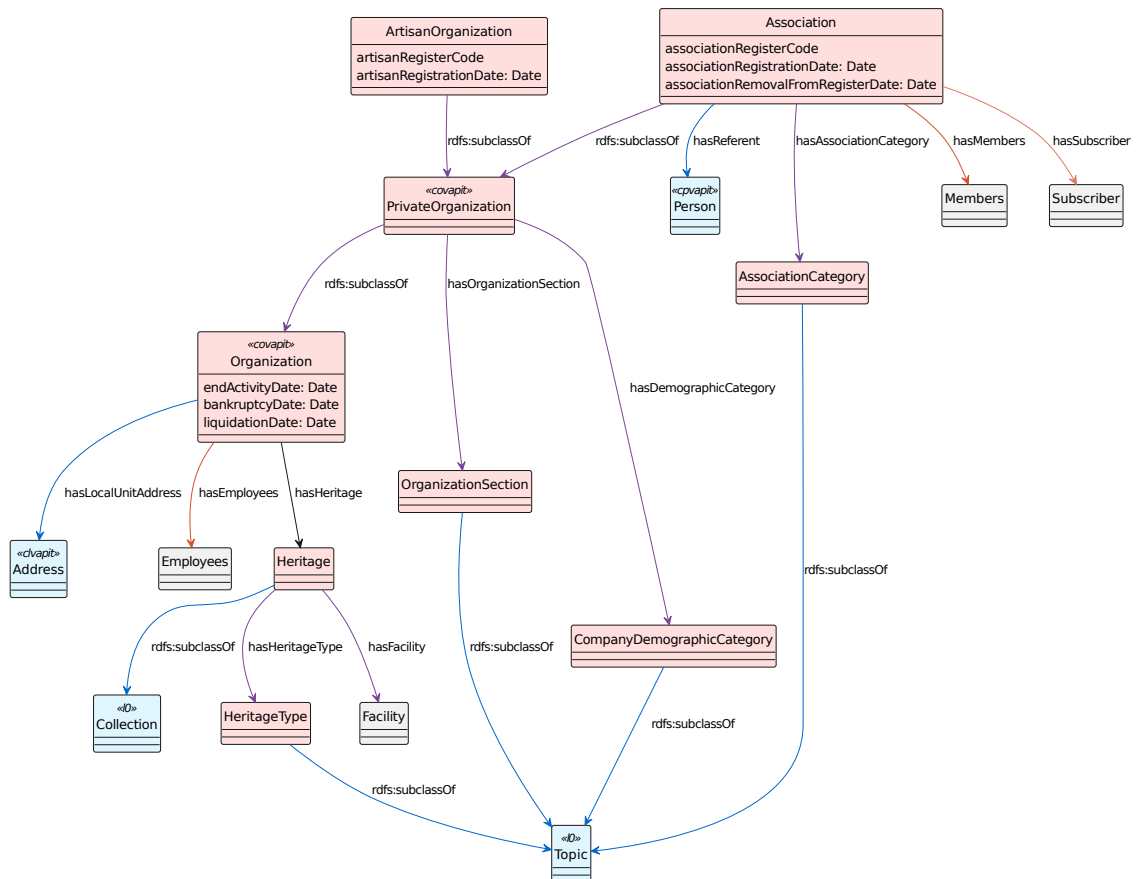 ArtisanOrganization
artisanRegisterCode
artisanRegistrationDate: Date
Association
associationRegisterCode
associationRegistrationDate: Date
associationRemovalFromRegisterDate: Date
rdfs:subclassOf
rdfs:subclassOf
hasReferent
hasAssociationCategory
hasMembers
hasSubscriber
«covapit»
PrivateOrganization
«cpvapit»
Person
Members
Subscriber
rdfs:subclassOf
hasOrganizationSection
AssociationCategory
«covapit»
Organization
endActivityDate: Date
bankruptcyDate: Date
liquidationDate: Date
hasDemographicCategory
hasLocalUnitAddress
hasEmployees
hasHeritage
OrganizationSection
«clvapit»
Address
Employees
Heritage
rdfs:subclassOf
rdfs:subclassOf
hasHeritageType
hasFacility
rdfs:subclassOf
CompanyDemographicCategory
«l0»
Collection
HeritageType
Facility
rdfs:subclassOf
rdfs:subclassOf
«l0»
Topic